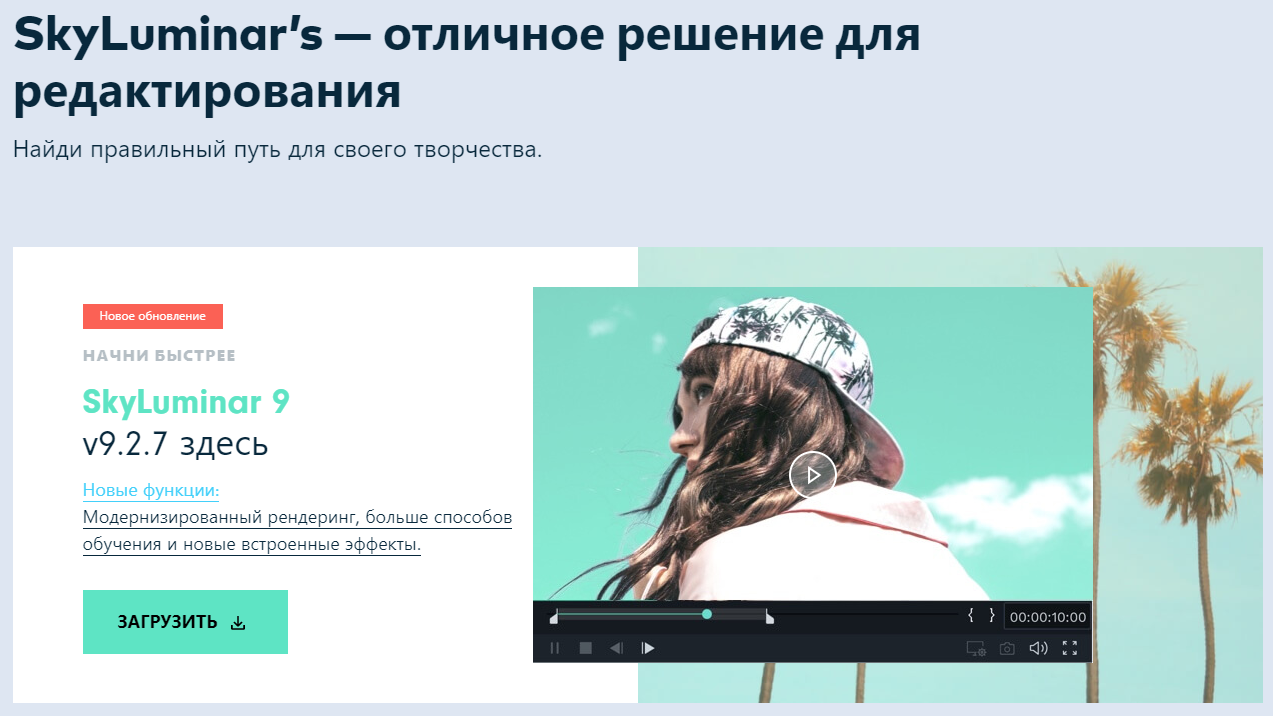 SkyLuminar's — отличное решение для
редактирования
Найди правильный путь для своего творчества.
Новое обновление
НАЧНИ БЫСТРЕЕ
SkyLuminar 9
v9.2.7 здесь
Новые функции:
Модернизированный рендеринг, больше способов
обучения и новые встроенные эффекты.
ЗАГРУЗИТЬ
{ } 00:00:10:00